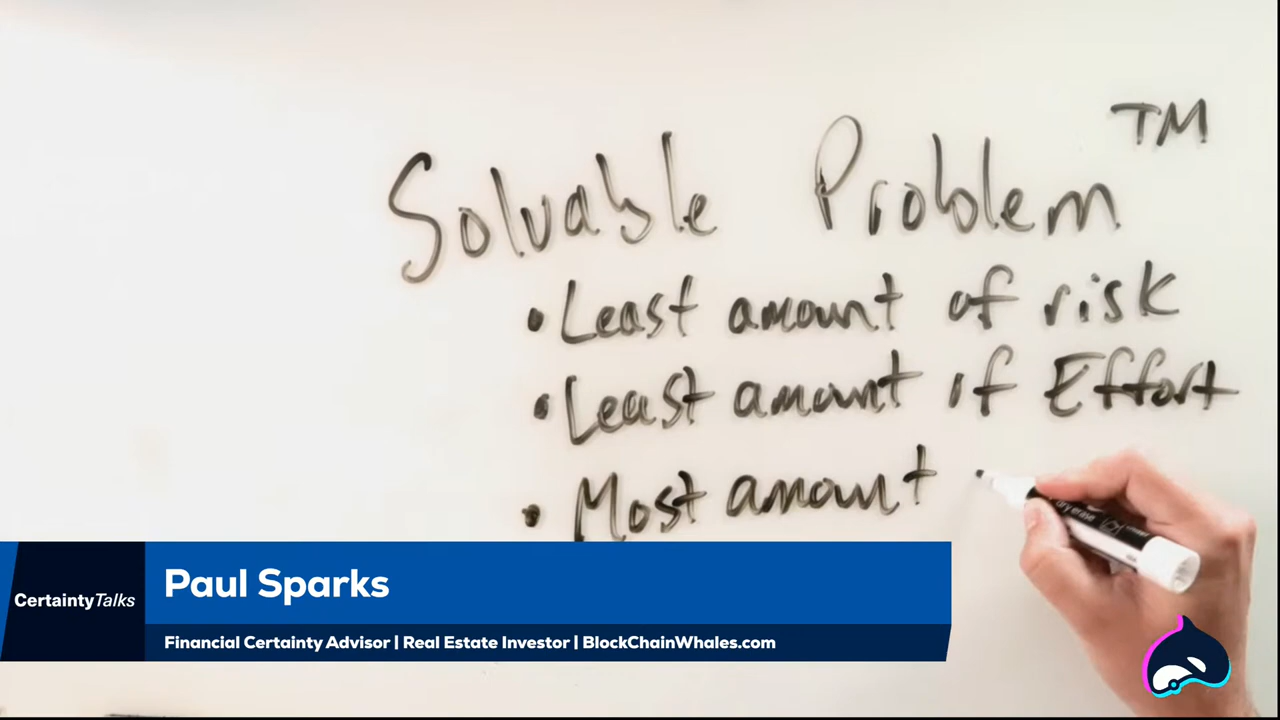 Solvable Problem™
• Least amount of risk
• Least amount of Effort
• Most amount
CertaintyTalks
Paul Sparks
Financial Certainty Advisor | Real Estate Investor | BlockChainWhales.com